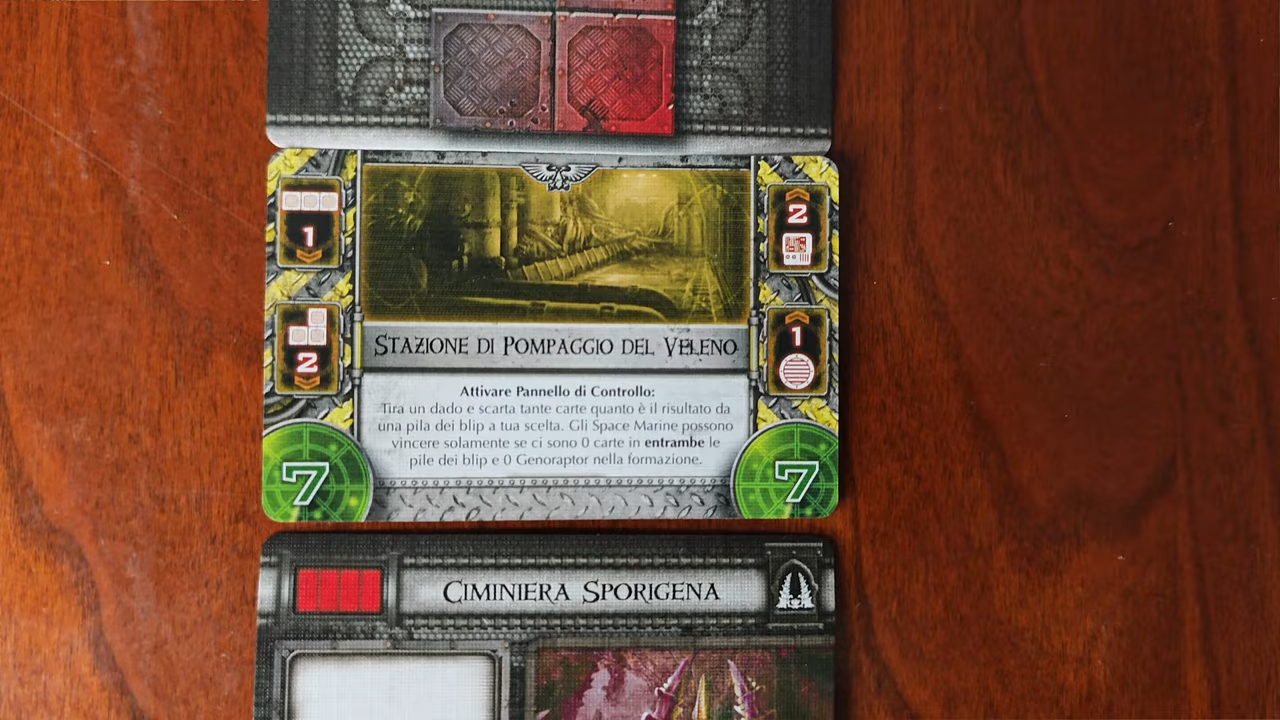 1
2
2
1
STAZIONE DI POMPAGGIO DEL VELENO
Attivare Pannello di Controllo:
Tira un dado e scarta tante carte quanto è il risultato da
una pila dei blip a tua scelta. Gli Space Marine possono
vincere solamente se ci sono 0 carte in entrambe le
pile dei blip e 0 Genoraptor nella formazione.
7
7
CIMINIERA SPORIGENA